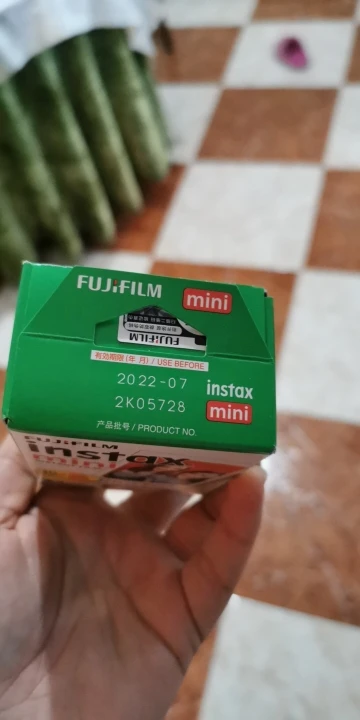 FUJIFILM mini
FUJIFILM
有効期限(年 月) / USE BEFORE
2022-07
instax
2K05728
mini
产品批号 / PRODUCT NO.
FUJIFILM
instax
mini